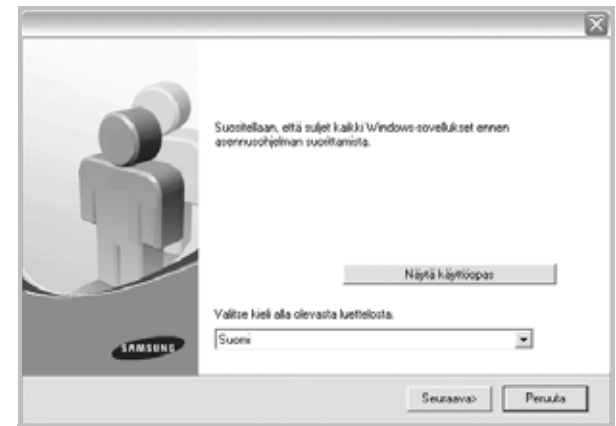 Suositellaan, että suljet kaikki Windows-sovellukset ennen
asennusohjelman suorittamista.
Näytä käyttöopas
Valitse kieli alla olevasta luettelosta.
Suomi
SAMSUNG
Seuraava>
Peruuta